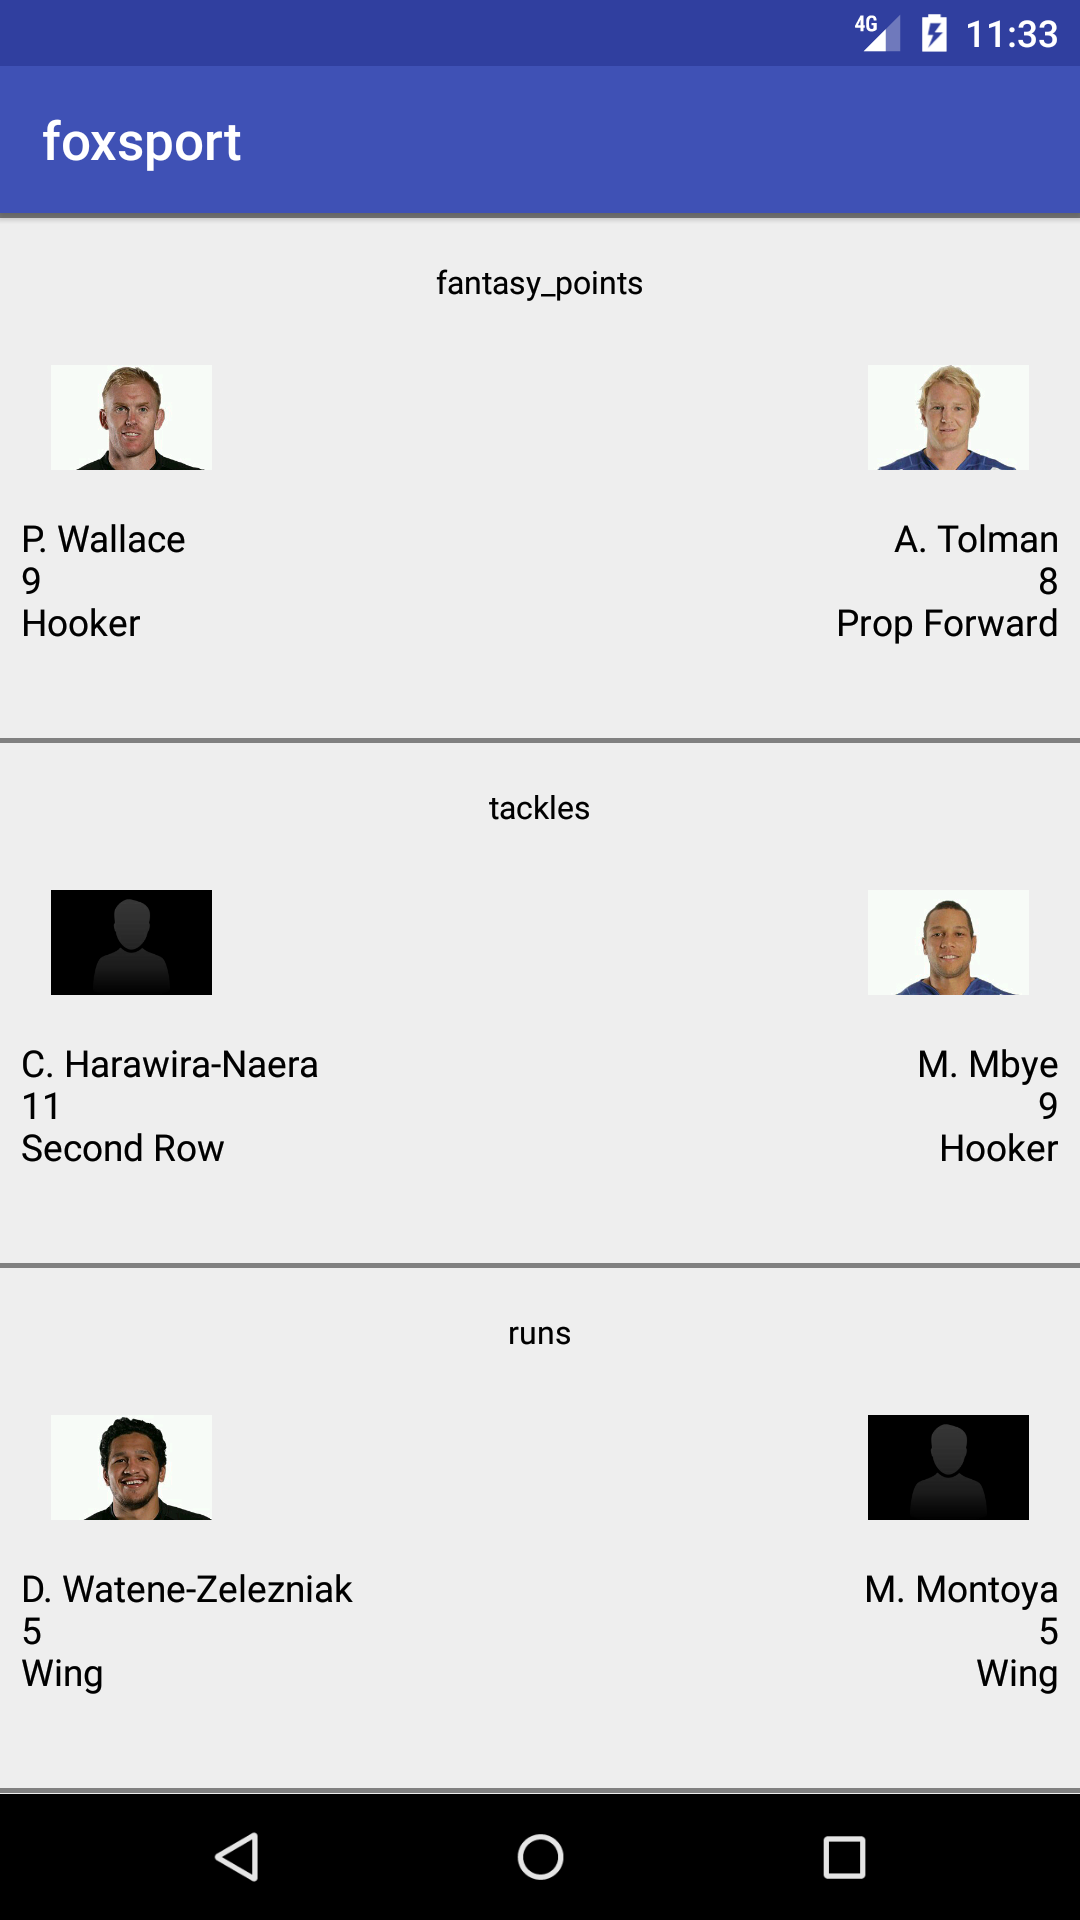 4G 11:33
foxsport
fantasy_points
P. Wallace A. Tolman
9 8
Hooker Prop Forward
tackles
C. Harawira-Naera M. Mbye
11 9
Second Row Hooker
runs
D. Watene-Zelezniak M. Montoya
5 5
Wing Wing